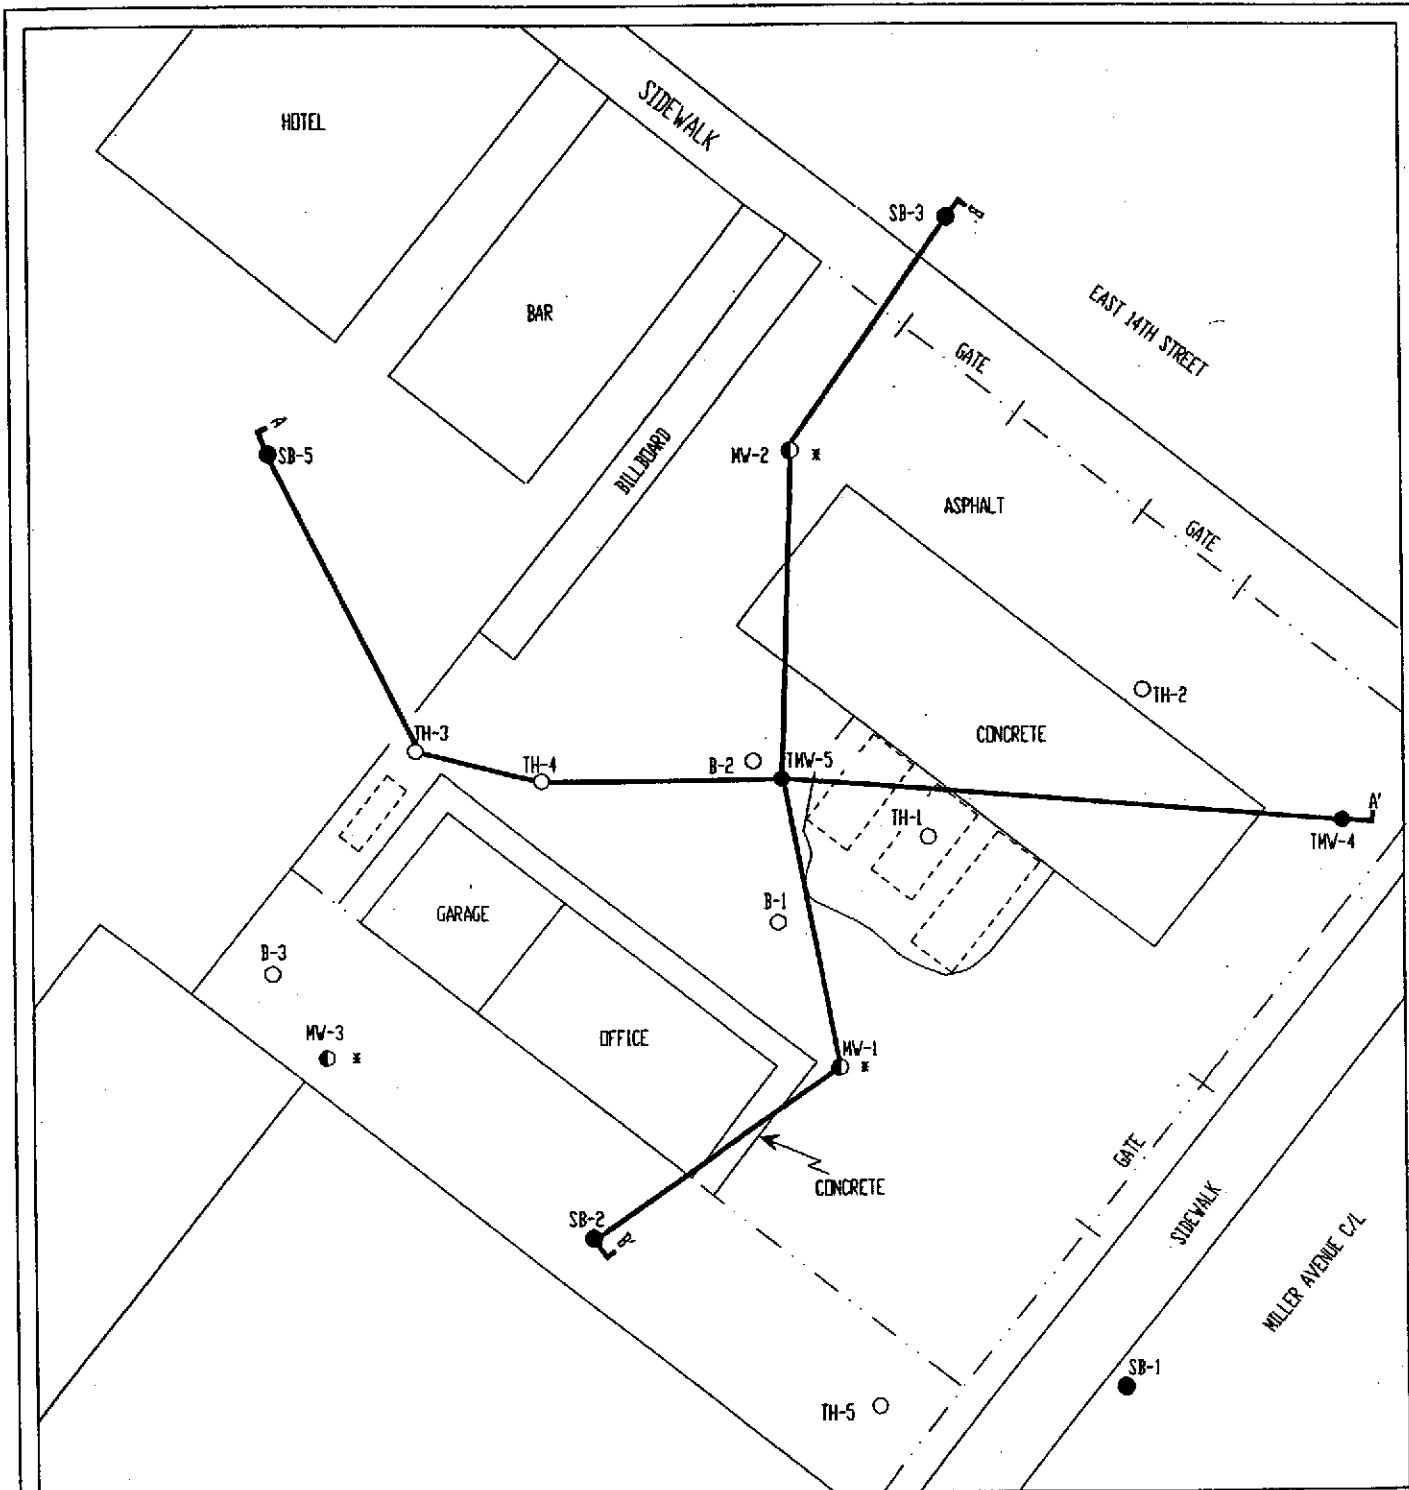 HOTEL
SIDEWALK
SB-3
B
EAST 14TH STREET
BAR
GATE
A
SB-5
BILLBOARD
MW-2 *
ASPHALT
GATE
TH-2
TH-3
TH-4
B-2
TMW-5
CONCRETE
A'
TH-1
TMW-4
GARAGE
B-1
B-3
MW-3 *
OFFICE
MW-1 *
GATE
CONCRETE
SIDEWALK
SB-2
B'
MILLER AVENUE C/L
SB-1
TH-5